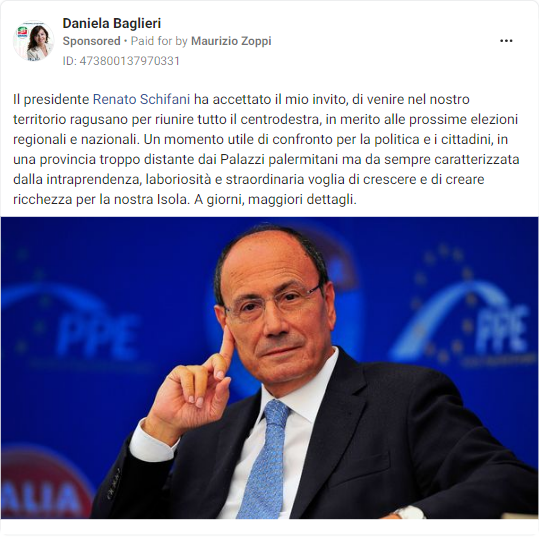 Daniela Baglieri
Sponsored • Paid for by Maurizio Zoppi
ID: 473800137970331
Il presidente Renato Schifani ha accettato il mio invito, di venire nel nostro
territorio ragusano per riunire tutto il centrodestra, in merito alle prossime elezioni
regionali e nazionali. Un momento utile di confronto per la politica e i cittadini, in
una provincia troppo distante dai Palazzi palermitani ma da sempre caratterizzata
dalla intraprendenza, laboriosità e straordinaria voglia di crescere e di creare
ricchezza per la nostra Isola. A giorni, maggiori dettagli.
PPE
PPE
ALIA